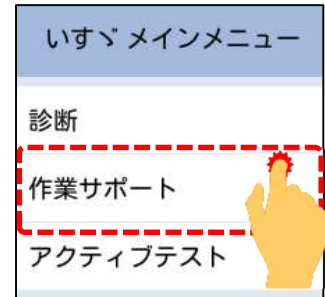 いすゞ メインメニュー
診断
作業サポート
アクティブテスト